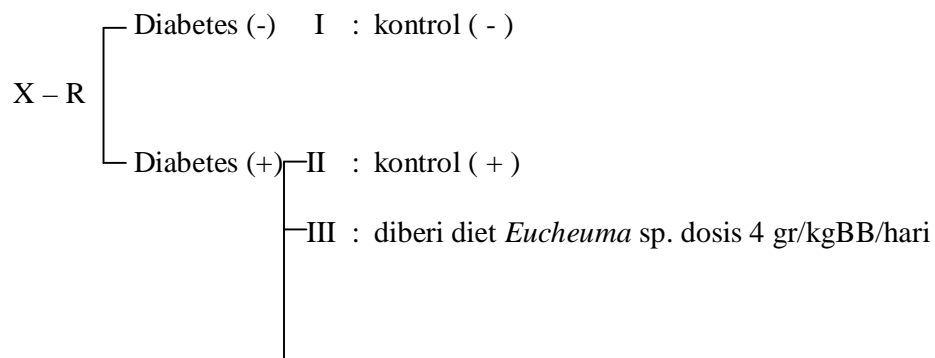 Diabetes (-) I : kontrol ( - )
X – R
Diabetes (+) II : kontrol ( + )
III : diberi diet Eucheuma sp. dosis 4 gr/kgBB/hari